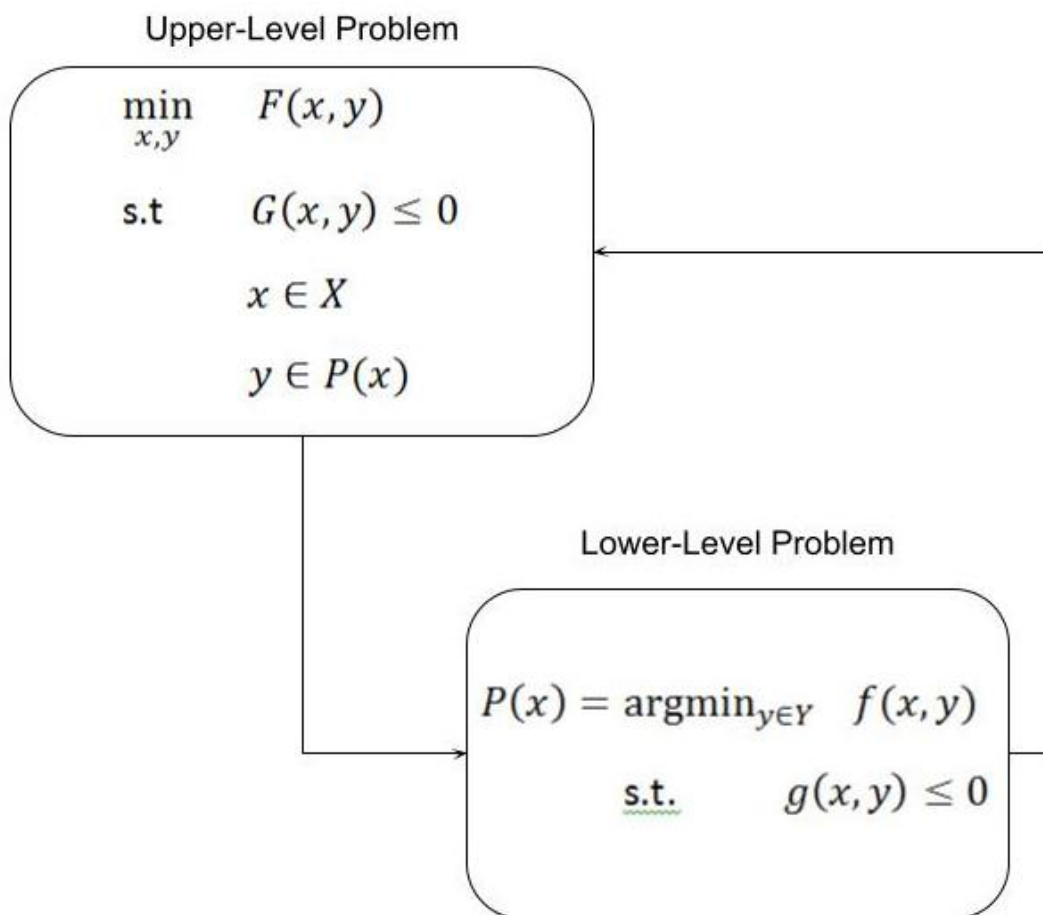 Upper-Level Problem
min F(x, y)
x,y
s.t G(x, y) ≤ 0
x ∈ X
y ∈ P(x)
Lower-Level Problem
P(x) = argmin_{y∈Y} f(x, y)
s.t. g(x, y) ≤ 0